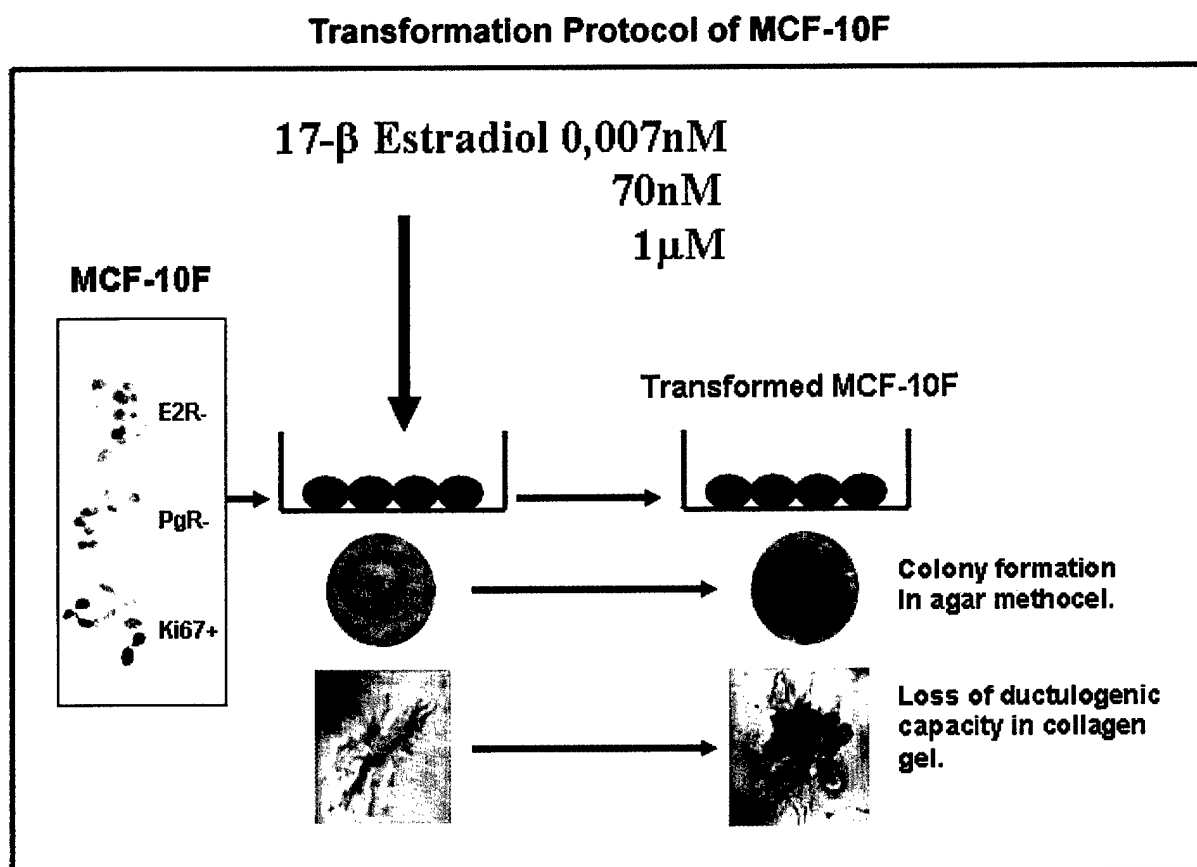 Transformation Protocol of MCF-10F
17-β Estradiol 0,007nM
70nM
1μM
MCF-10F
E2R-
PgR-
Ki67+
Transformed MCF-10F
Colony formation
In agar methocel.
Loss of ductulogenic
capacity in collagen
gel.